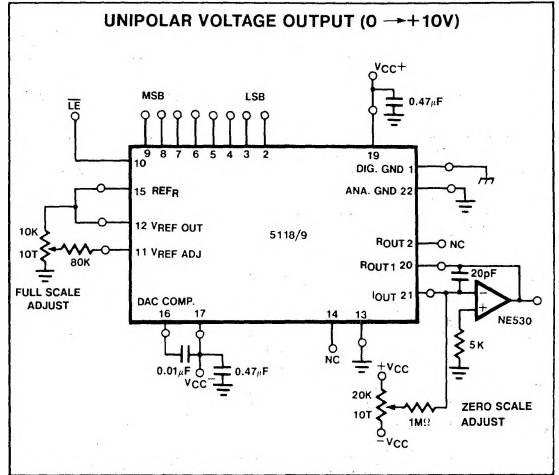 UNIPOLAR VOLTAGE OUTPUT (0 →+10V)
VCC+
0.47μF
LE
MSB
LSB
9
8
7
6
5
4
3
2
19
10
DIG. GND 1
ANA. GND 22
15 REFR
12 VREF OUT
11 VREF ADJ
10K
10T
80K
FULL SCALE
ADJUST
5118/9
ROUT 2
NC
ROUT 1 20
20pF
IOUT 21
−
+
NE530
5K
DAC COMP.
16
17
14
13
0.01μF
0.47μF
VCC−
NC
+VCC
20K
10T
1MΩ
−VCC
ZERO SCALE
ADJUST